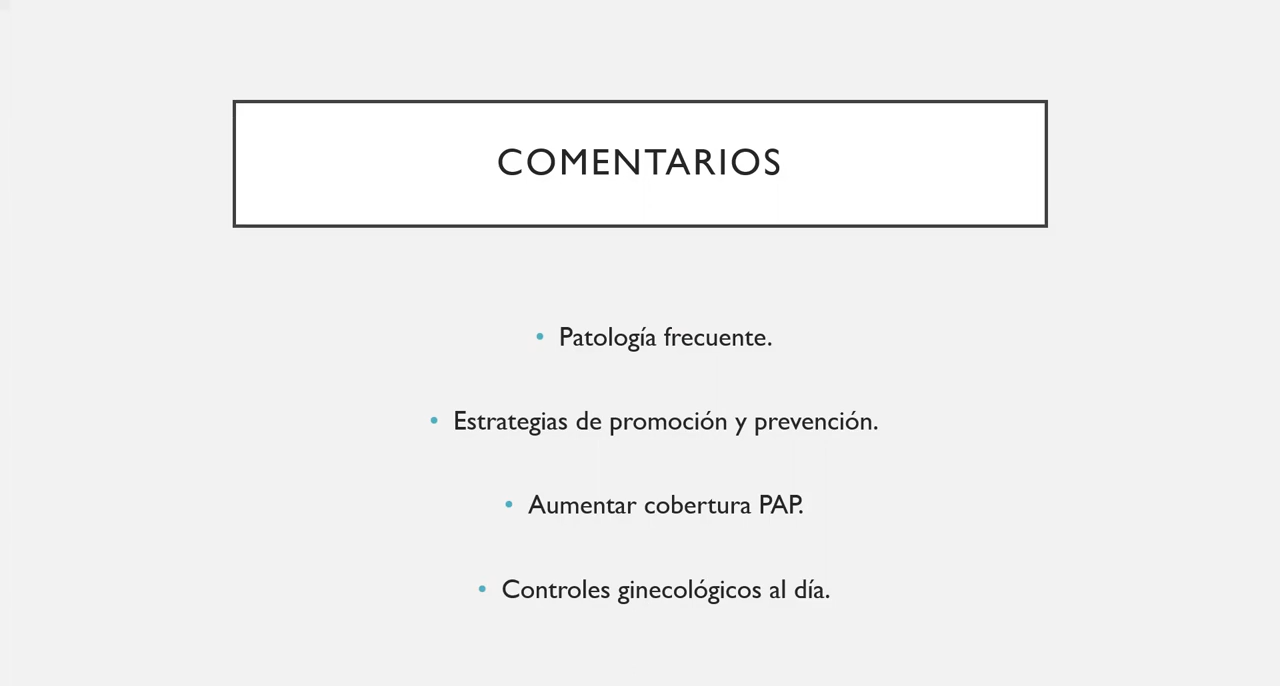 COMENTARIOS
• Patología frecuente.
• Estrategias de promoción y prevención.
• Aumentar cobertura PAP.
• Controles ginecológicos al día.